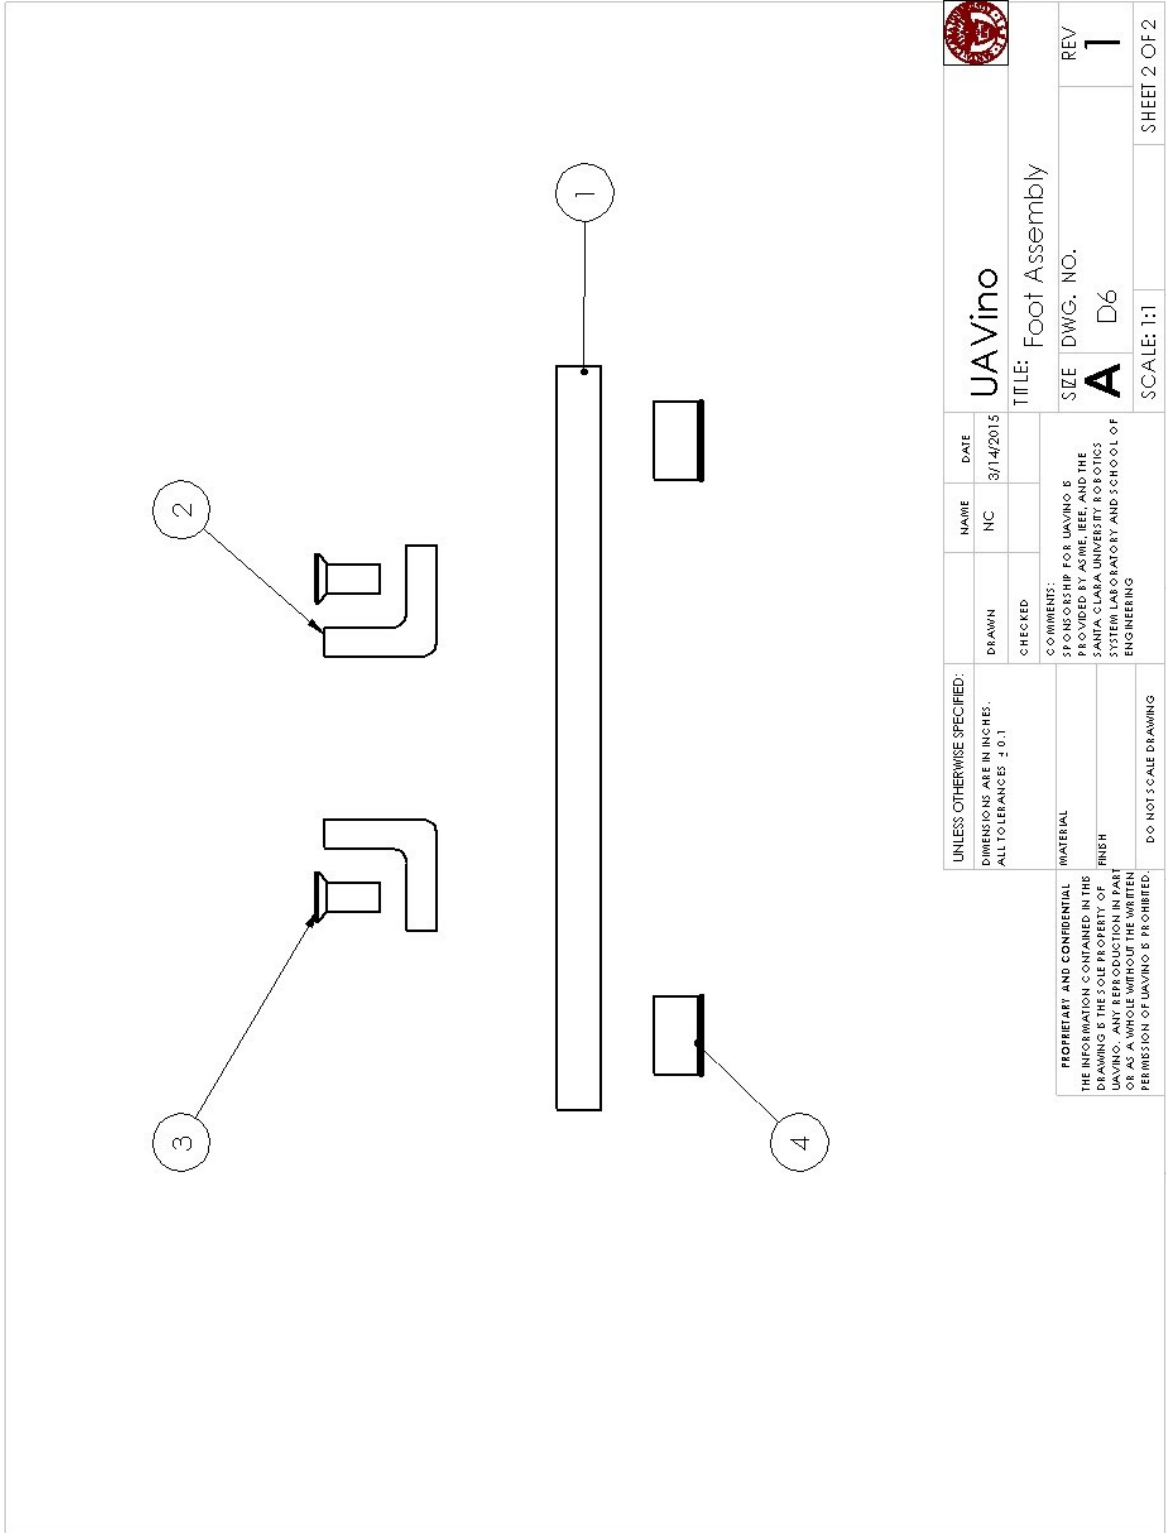 1
2
3
4
UNLESS OTHERWISE SPECIFIED:
DIMENSIONS ARE IN INCHES.
ALL TOLERANCES ± 0.1
MATERIAL
FINISH
DO NOT SCALE DRAWING
PROPRIETARY AND CONFIDENTIAL
THE INFORMATION CONTAINED IN THIS
DRAWING IS THE SOLE PROPERTY OF
UAVINO. ANY REPRODUCTION IN PART
OR AS A WHOLE WITHOUT THE WRITTEN
PERMISSION OF UAVINO IS PROHIBITED.
NAME
DATE
DRAWN
NC
3/14/2015
CHECKED
COMMENTS:
SPONSORSHIP FOR UAVINO IS
PROVIDED BY ASME, IEEE, AND THE
SANTA CLARA UNIVERSITY ROBOTICS
SYSTEM LABORATORY AND SCHOOL OF
ENGINEERING
UAVino
TITLE:
Foot Assembly
SIZE
A
DWG. NO.
D6
REV
1
SCALE: 1:1
SHEET 2 OF 2